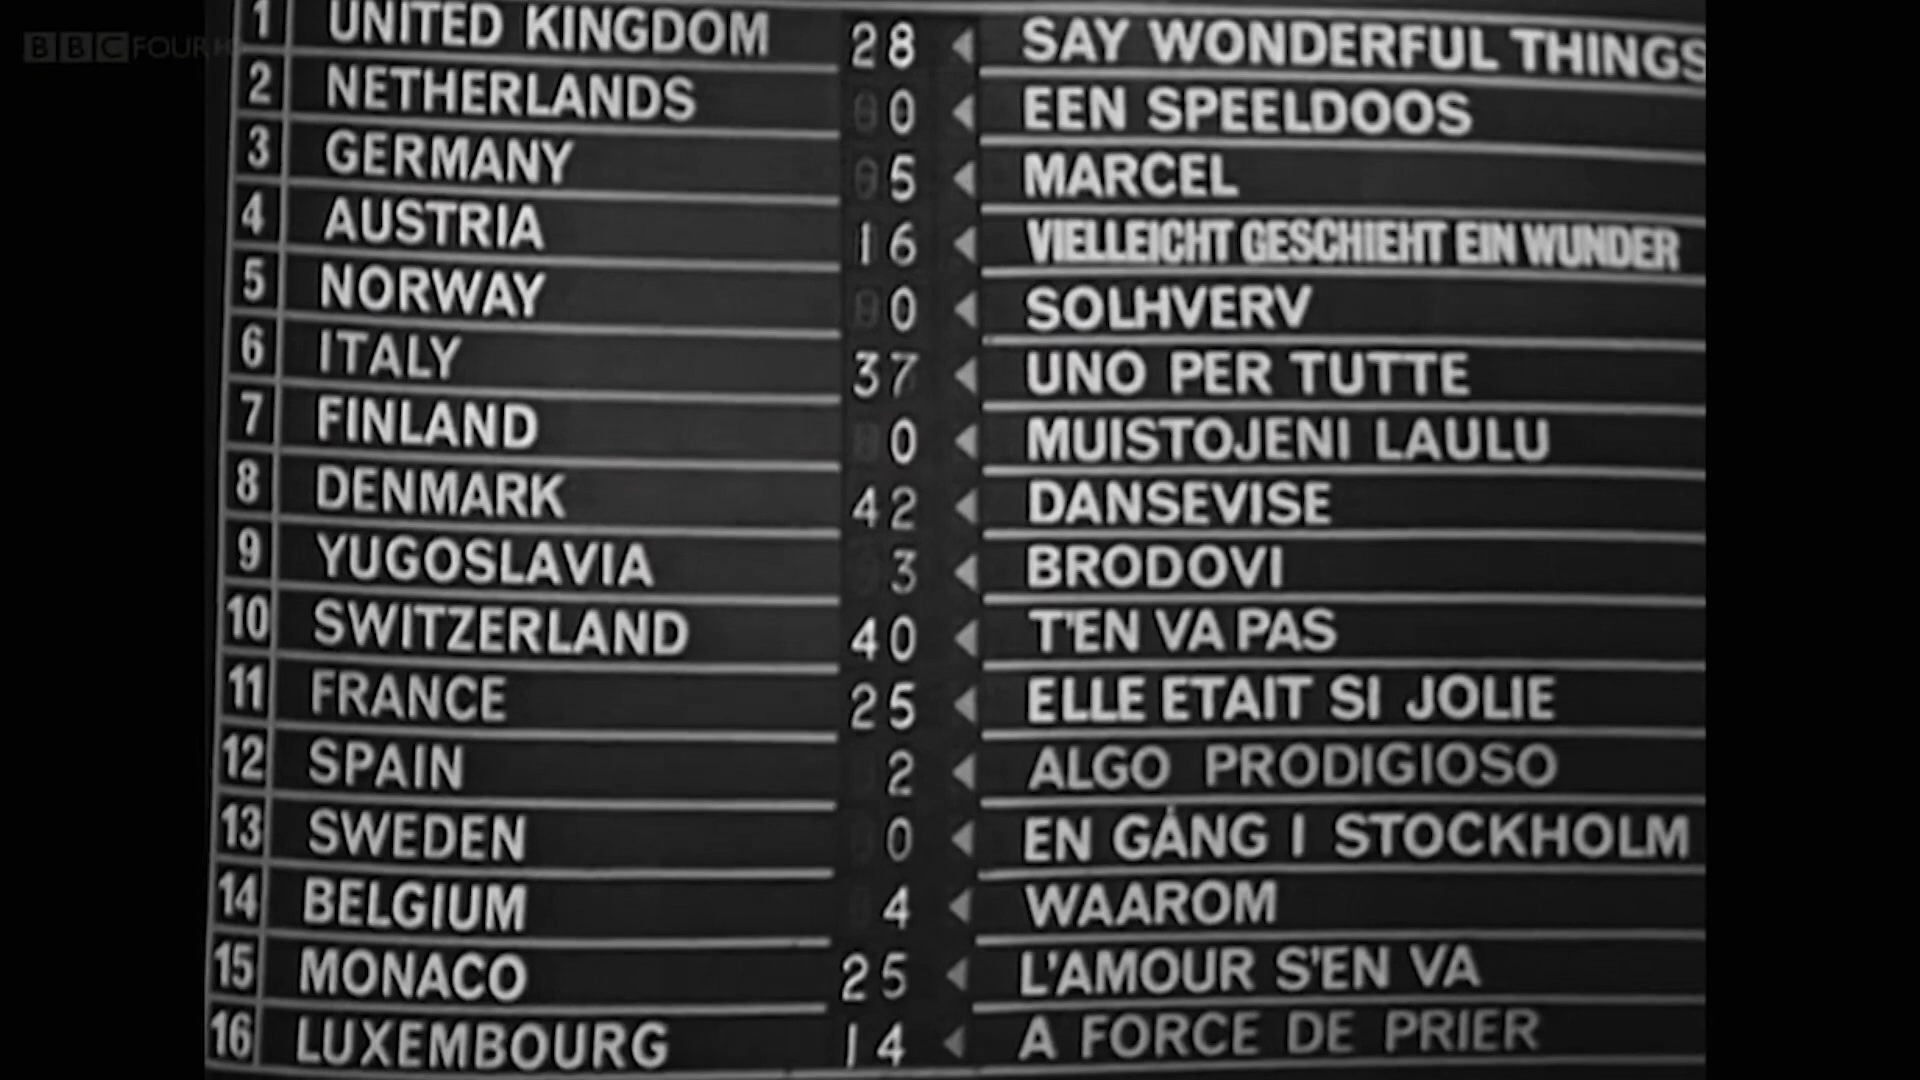 BBC FOUR HD
1 UNITED KINGDOM 28 SAY WONDERFUL THINGS
2 NETHERLANDS 0 EEN SPEELDOOS
3 GERMANY 5 MARCEL
4 AUSTRIA 16 VIELLEICHT GESCHIEHT EIN WUNDER
5 NORWAY 0 SOLHVERV
6 ITALY 37 UNO PER TUTTE
7 FINLAND 0 MUISTOJENI LAULU
8 DENMARK 42 DANSEVISE
9 YUGOSLAVIA 3 BRODOVI
10 SWITZERLAND 40 T'EN VA PAS
11 FRANCE 25 ELLE ETAIT SI JOLIE
12 SPAIN 2 ALGO PRODIGIOSO
13 SWEDEN 0 EN GÅNG I STOCKHOLM
14 BELGIUM 4 WAAROM
15 MONACO 25 L'AMOUR S'EN VA
16 LUXEMBOURG 14 A FORCE DE PRIER